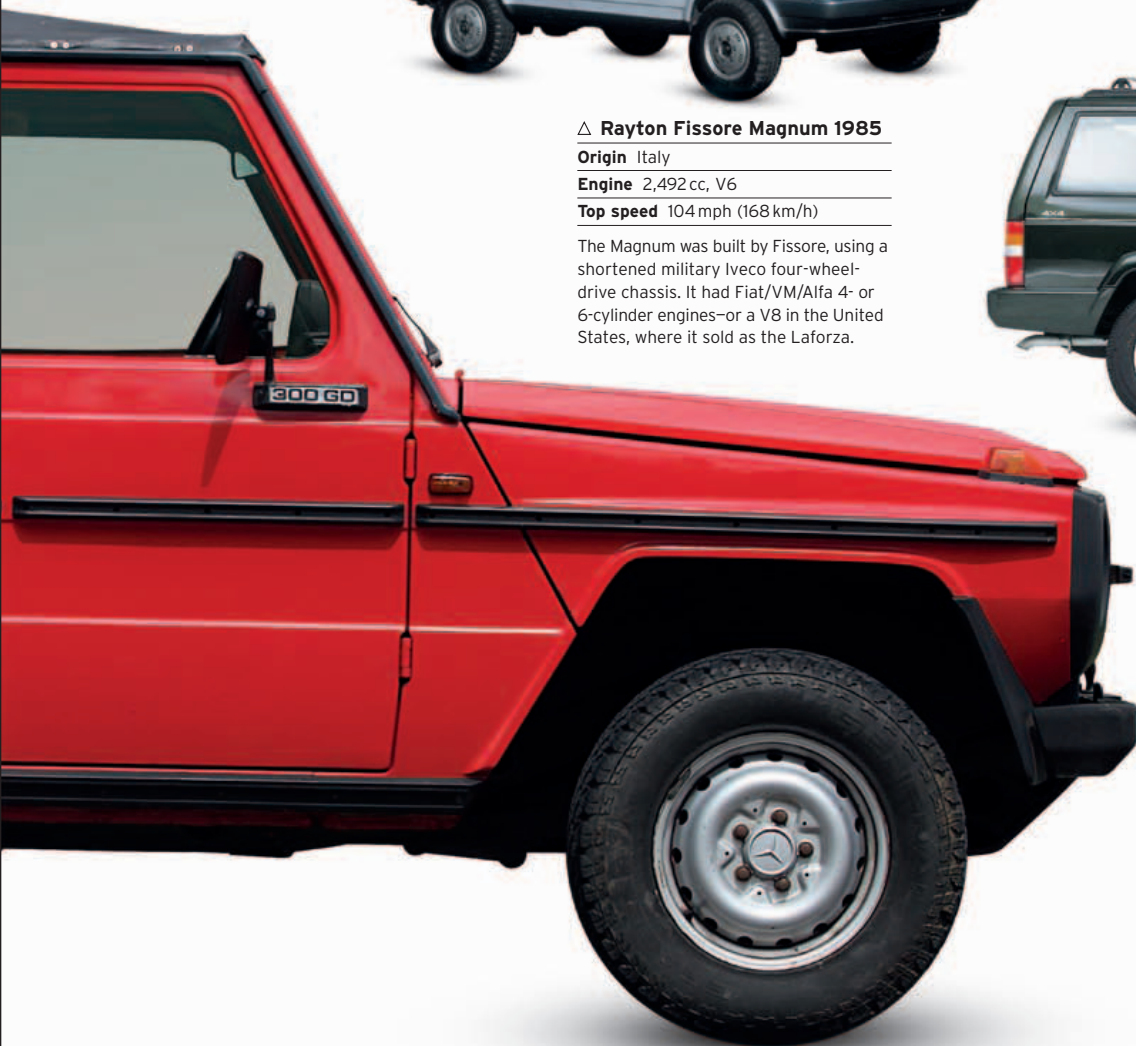 △ Rayton Fissore Magnum 1985
Origin Italy
Engine 2,492 cc, V6
Top speed 104 mph (168 km/h)
The Magnum was built by Fissore, using a
shortened military Iveco four-wheel-
drive chassis. It had Fiat/VM/Alfa 4- or
6-cylinder engines—or a V8 in the United
States, where it sold as the Laforza.
4X4
300 GD